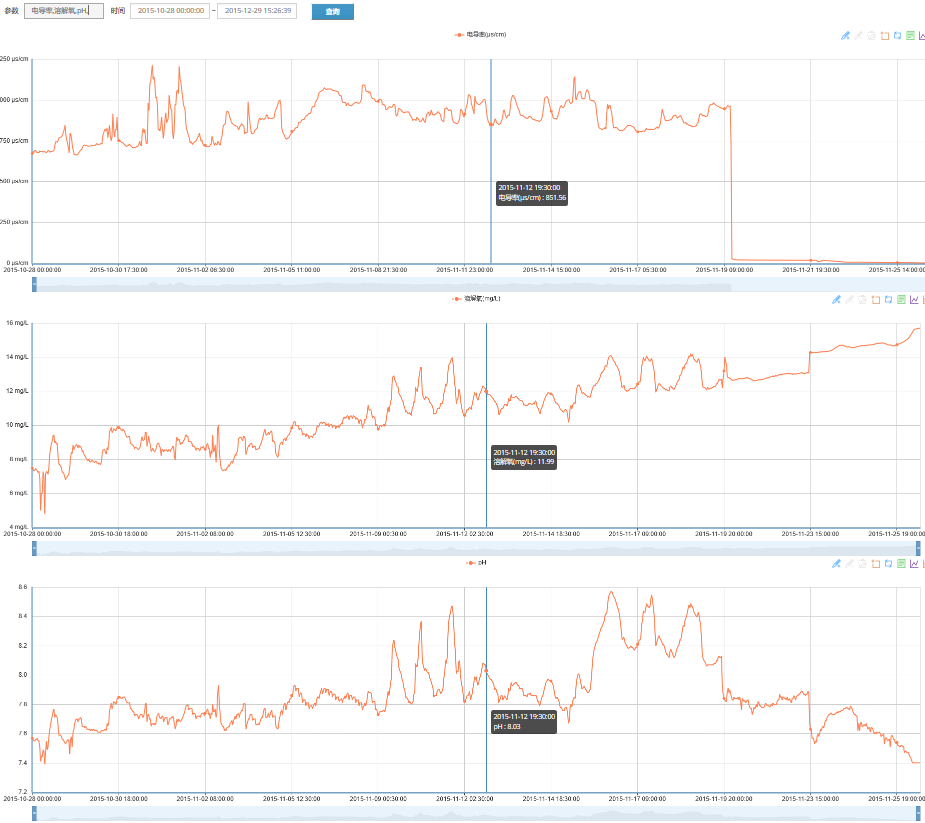 参数 电导率,溶解氧,pH, 时间 2015-10-28 00:00:00 – 2015-12-29 15:26:39 查询
电导率(μs/cm)
250 μs/cm
000 μs/cm
750 μs/cm
500 μs/cm
250 μs/cm
0 μs/cm
2015-11-12 19:30:00
电导率(μs/cm) : 851.56
2015-10-28 00:00:00 2015-10-30 17:30:00 2015-11-02 06:30:00 2015-11-05 11:00:00 2015-11-08 21:30:00 2015-11-11 23:00:00 2015-11-14 15:00:00 2015-11-17 05:30:00 2015-11-19 09:00:00 2015-11-21 19:30:00 2015-11-25 14:00:00
溶解氧(mg/L)
16 mg/L
14 mg/L
12 mg/L
10 mg/L
8 mg/L
6 mg/L
4 mg/L
2015-11-12 19:30:00
溶解氧(mg/L) : 11.99
2015-10-28 00:00:00 2015-10-30 18:00:00 2015-11-02 08:00:00 2015-11-05 12:30:00 2015-11-09 00:30:00 2015-11-12 02:30:00 2015-11-14 18:30:00 2015-11-17 09:00:00 2015-11-19 20:00:00 2015-11-23 15:00:00 2015-11-25 19:00:00
pH
8.6
8.4
8.2
8.0
7.8
7.6
7.4
7.2
2015-11-12 19:30:00
pH : 8.03
2015-10-28 00:00:00 2015-10-30 18:00:00 2015-11-02 08:00:00 2015-11-05 12:30:00 2015-11-09 00:30:00 2015-11-12 02:30:00 2015-11-14 18:30:00 2015-11-17 09:00:00 2015-11-19 20:00:00 2015-11-23 15:00:00 2015-11-25 19:00:00